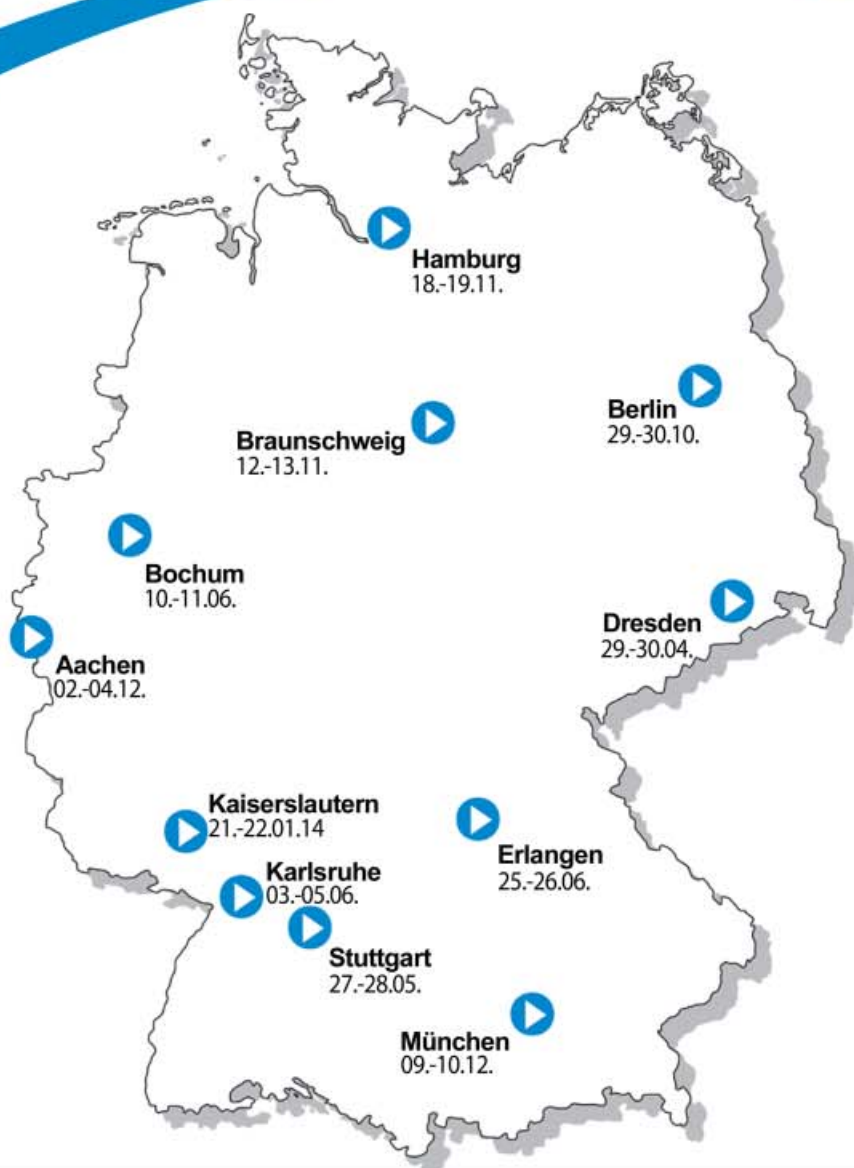 Hamburg
18.-19.11.
Berlin
29.-30.10.
Braunschweig
12.-13.11.
Bochum
10.-11.06.
Dresden
29.-30.04.
Aachen
02.-04.12.
Kaiserslautern
21.-22.01.14
Erlangen
25.-26.06.
Karlsruhe
03.-05.06.
Stuttgart
27.-28.05.
München
09.-10.12.